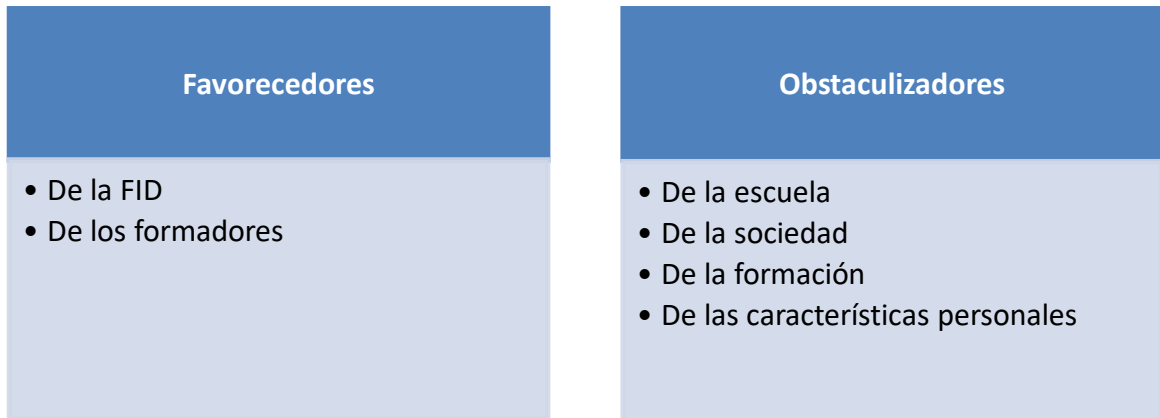 Favorecedores
• De la FID
• De los formadores
Obstaculizadores
• De la escuela
• De la sociedad
• De la formación
• De las características personales